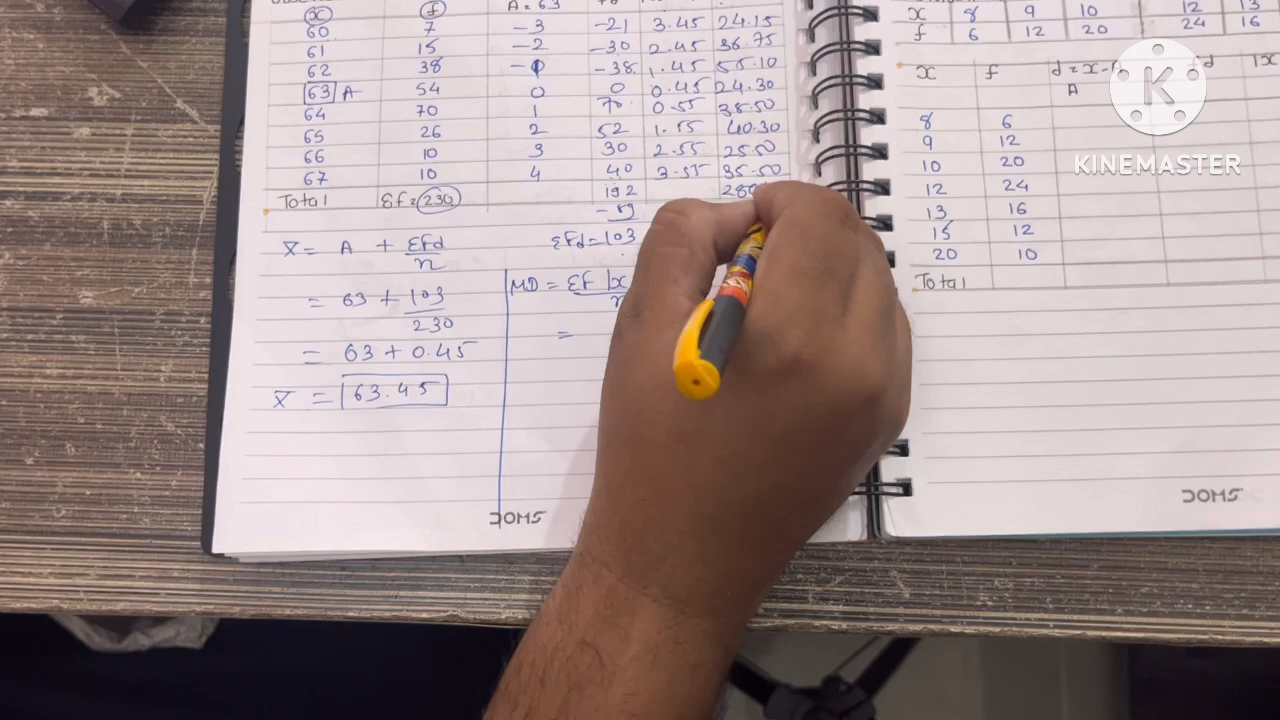 x f A = 63
60 7 -3 -21 3.45 24.15
61 15 -2 -30 2.45 36.75
62 38 -1 -38 1.45 55.10
63 A 54 0 0 0.45 24.30
64 70 1 70 0.55 38.50
65 26 2 52 1.55 40.30
66 10 3 30 2.55 25.50
67 10 4 40 3.55 35.50
Total Σf = 230 192
-89
ΣFd = 103
x̄ = A + ΣFd
n
= 63 + 103
230
= 63 + 0.45
x̄ = 63.45
MD = ΣF |x
=
DOMS
x 8 9 10 12 13
f 6 12 20 24 16
x f d = x - |x
A
8 6
9 12
10 20
12 24
13 16
15 12
20 10
Total
DOMS
K
KINEMASTER